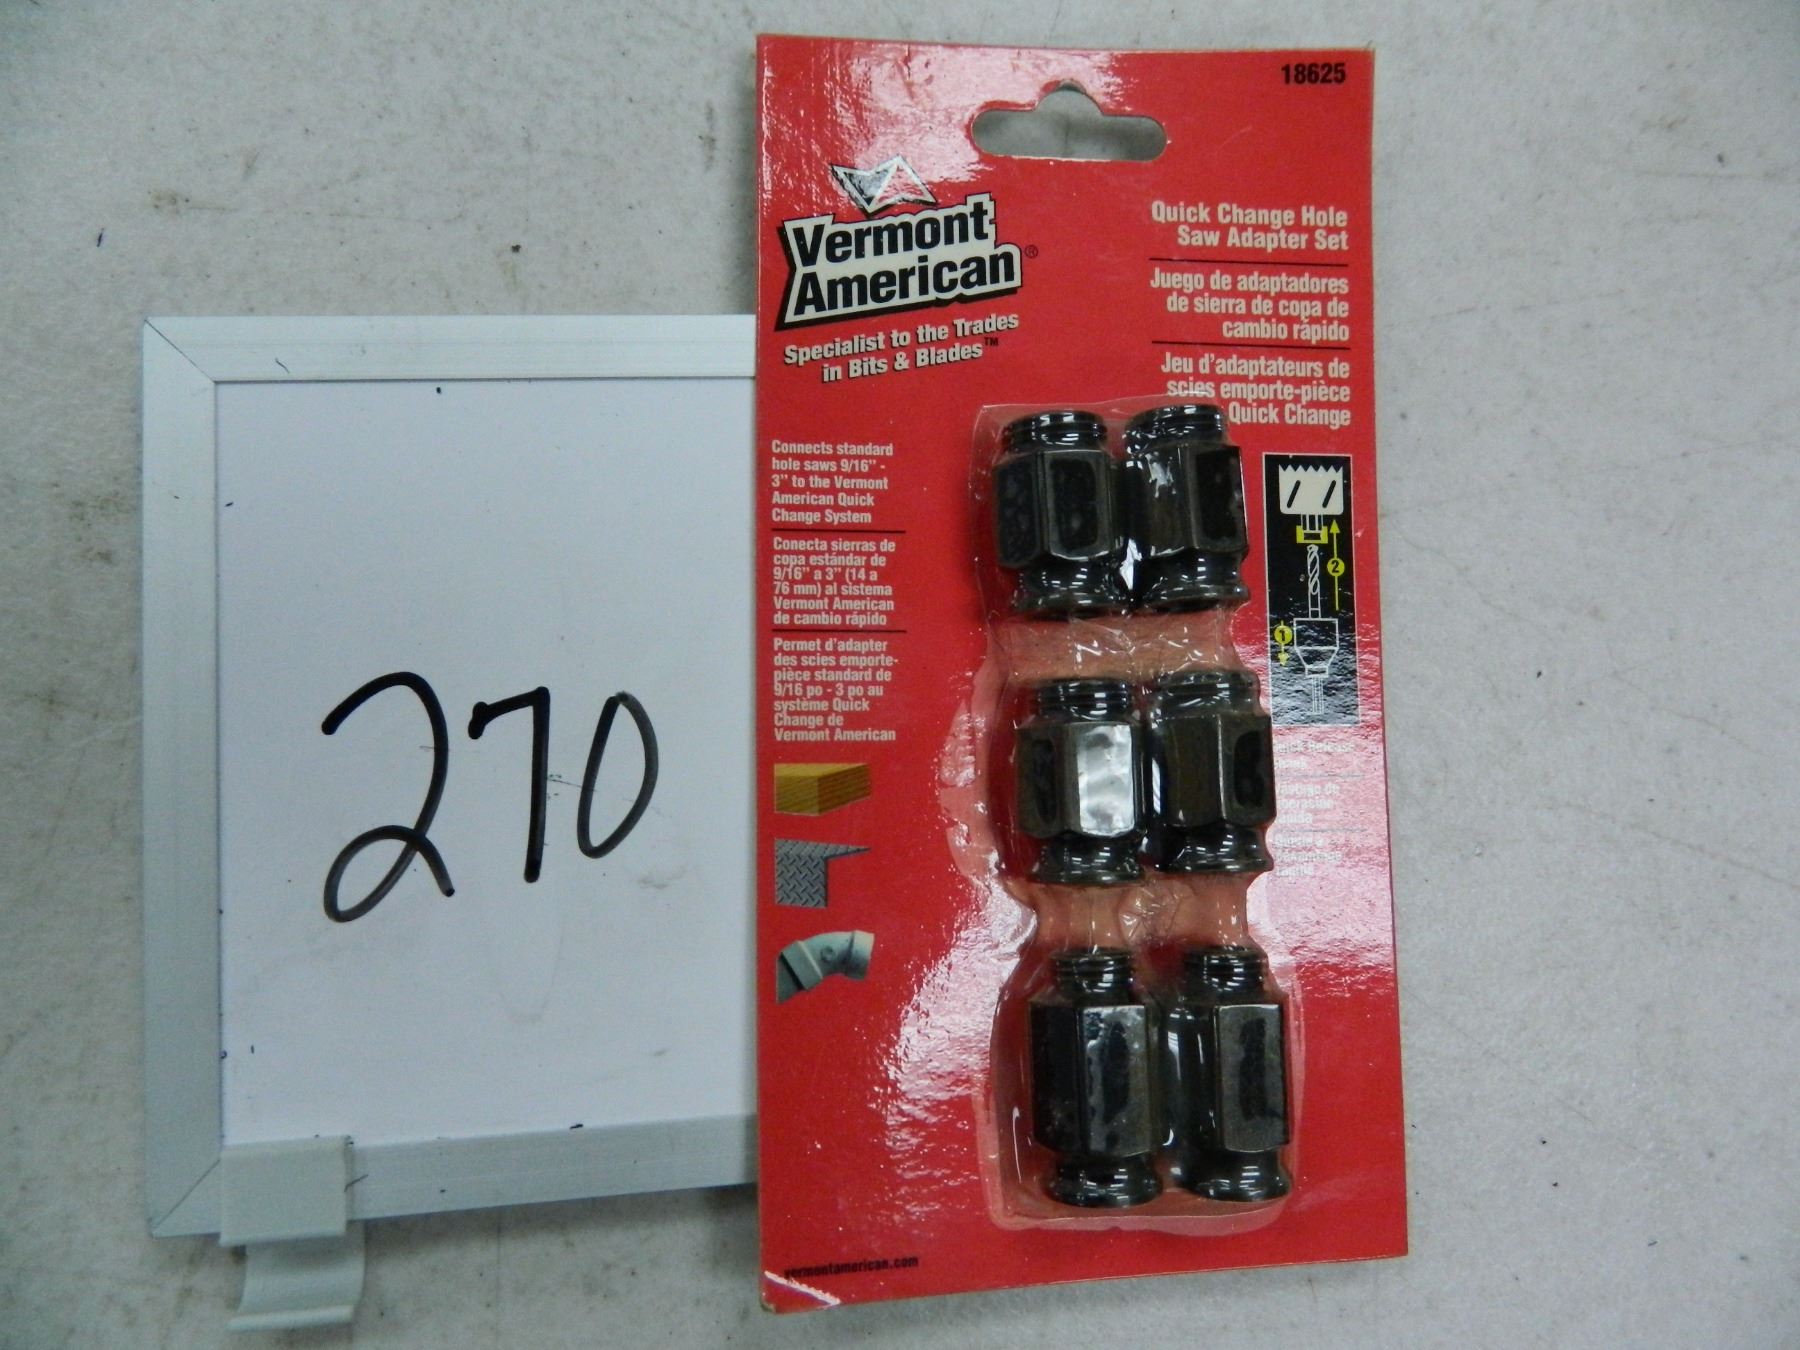 270
18625
Vermont
American®
Specialist to the Trades
in Bits & Blades™
Quick Change Hole
Saw Adapter Set
Juego de adaptadores
de sierra de copa de
cambio rápido
Jeu d'adaptateurs de
scies emporte-pièce
Quick Change
Connects standard
hole saws 9/16" -
3" to the Vermont
American Quick
Change System
Conecta sierras de
copa estándar de
9/16" a 3" (14 a
76 mm) al sistema
Vermont American
de cambio rápido
Permet d'adapter
des scies emporte-
pièce standard de
9/16 po - 3 po au
système Quick
Change de
Vermont American
2
1
Release
vermontamerican.com